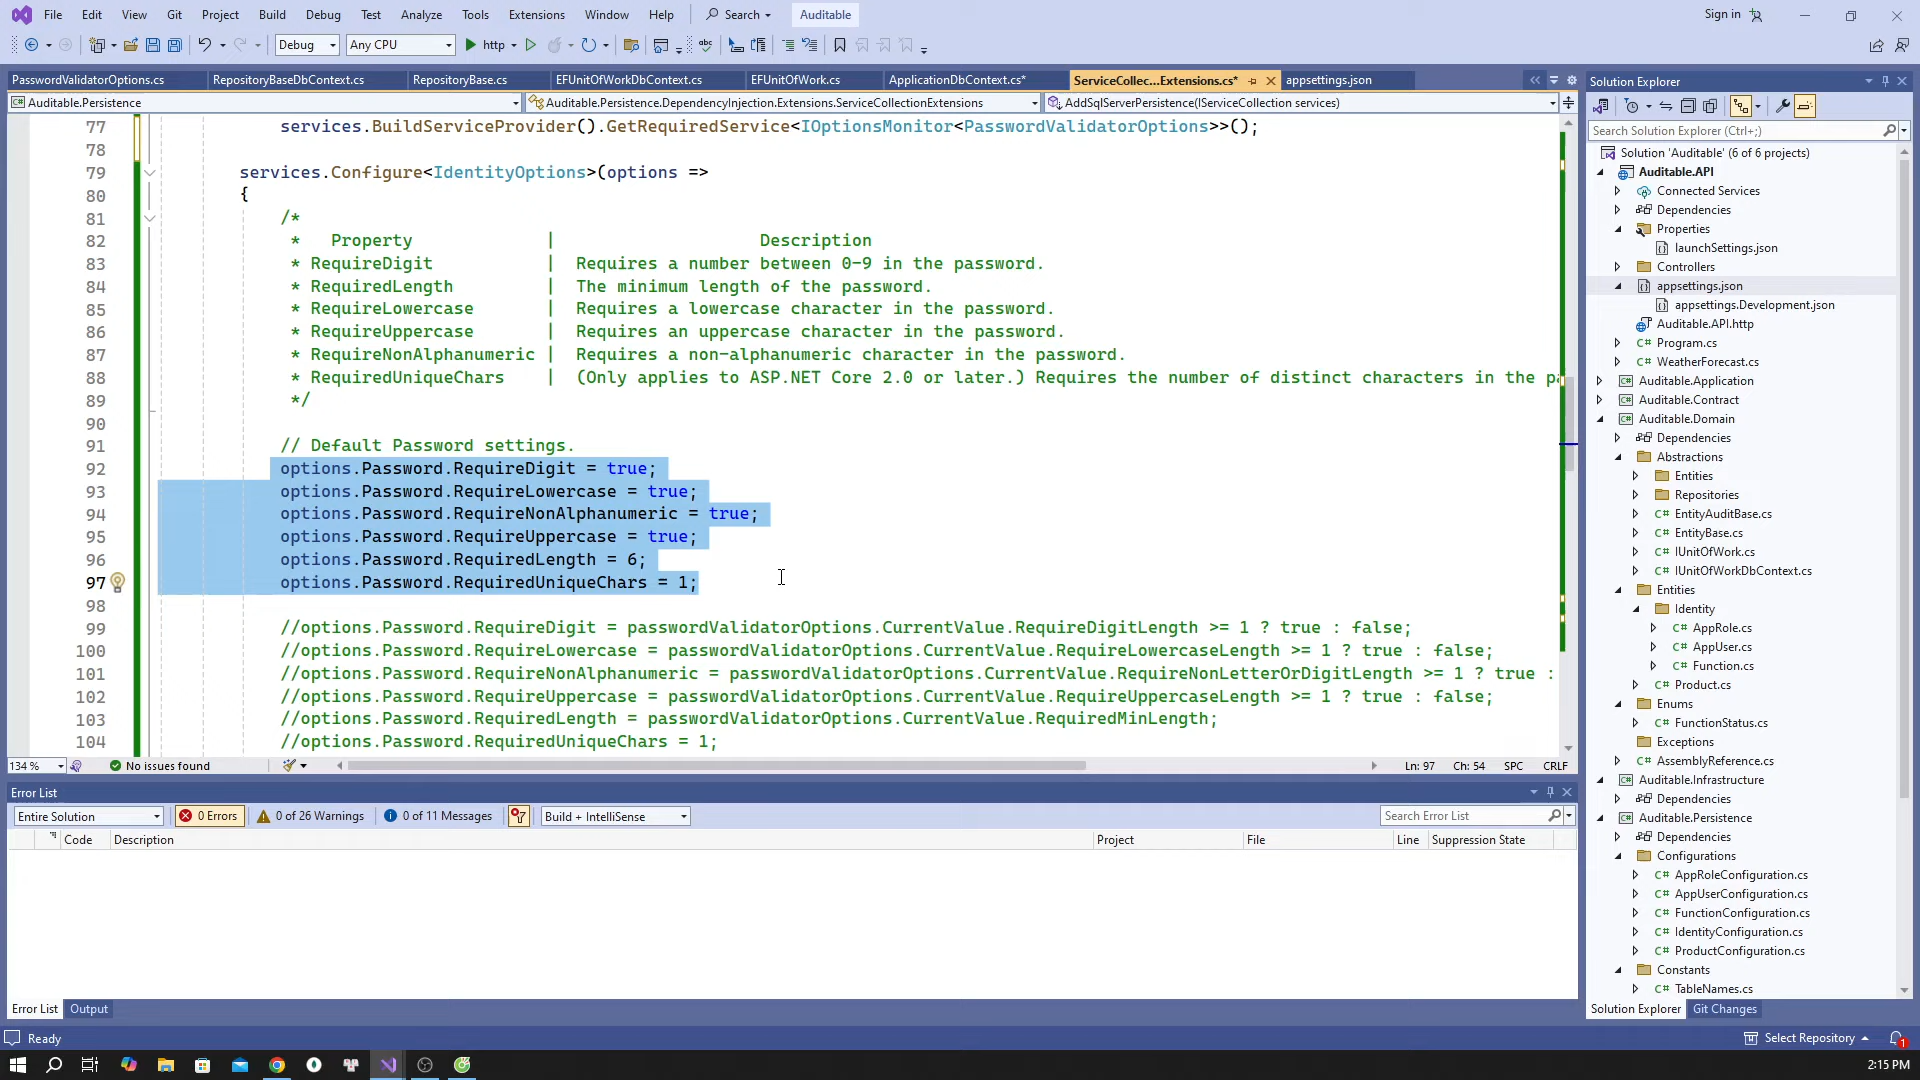 File Edit View Git Project Build Debug Test Analyze Tools Extensions Window Help Search Auditable Sign in
Debug Any CPU http
PasswordValidatorOptions.cs RepositoryBaseDbContext.cs RepositoryBase.cs EFUnitOfWorkDbContext.cs EFUnitOfWork.cs ApplicationDbContext.cs* ServiceCollec...Extensions.cs* appsettings.json
Auditable.Persistence Auditable.Persistence.DependencyInjection.Extensions.ServiceCollectionExtensions AddSqlServerPersistence(IServiceCollection services)
77 services.BuildServiceProvider().GetRequiredService<IOptionsMonitor<PasswordValidatorOptions>>();
78
79 services.Configure<IdentityOptions>(options =>
80 {
81 /*
82 * Property | Description
83 * RequireDigit | Requires a number between 0-9 in the password.
84 * RequiredLength | The minimum length of the password.
85 * RequireLowercase | Requires a lowercase character in the password.
86 * RequireUppercase | Requires an uppercase character in the password.
87 * RequireNonAlphanumeric | Requires a non-alphanumeric character in the password.
88 * RequiredUniqueChars | (Only applies to ASP.NET Core 2.0 or later.) Requires the number of distinct characters in the
89 */
90
91 // Default Password settings.
92 options.Password.RequireDigit = true;
93 options.Password.RequireLowercase = true;
94 options.Password.RequireNonAlphanumeric = true;
95 options.Password.RequireUppercase = true;
96 options.Password.RequiredLength = 6;
97 options.Password.RequiredUniqueChars = 1;
98
99 //options.Password.RequireDigit = passwordValidatorOptions.CurrentValue.RequireDigitLength >= 1 ? true : false;
100 //options.Password.RequireLowercase = passwordValidatorOptions.CurrentValue.RequireLowercaseLength >= 1 ? true : false;
101 //options.Password.RequireNonAlphanumeric = passwordValidatorOptions.CurrentValue.RequireNonLetterOrDigitLength >= 1 ? true :
102 //options.Password.RequireUppercase = passwordValidatorOptions.CurrentValue.RequireUppercaseLength >= 1 ? true : false;
103 //options.Password.RequiredLength = passwordValidatorOptions.CurrentValue.RequiredMinLength;
104 //options.Password.RequiredUniqueChars = 1;
134 % No issues found Ln: 97 Ch: 54 SPC CRLF
Error List
Entire Solution 0 Errors 0 of 26 Warnings 0 of 11 Messages Build + IntelliSense Search Error List
Code Description Project File Line Suppression State
Error List Output
Solution Explorer
Search Solution Explorer (Ctrl+;)
Solution 'Auditable' (6 of 6 projects)
Auditable.API
Connected Services
Dependencies
Properties
launchSettings.json
Controllers
appsettings.json
appsettings.Development.json
Auditable.API.http
C# Program.cs
C# WeatherForecast.cs
C# Auditable.Application
C# Auditable.Contract
C# Auditable.Domain
Dependencies
Abstractions
Entities
Repositories
C# EntityAuditBase.cs
C# EntityBase.cs
C# IUnitOfWork.cs
C# IUnitOfWorkDbContext.cs
Entities
Identity
C# AppRole.cs
C# AppUser.cs
C# Function.cs
C# Product.cs
Enums
C# FunctionStatus.cs
Exceptions
C# AssemblyReference.cs
C# Auditable.Infrastructure
Dependencies
C# Auditable.Persistence
Dependencies
Configurations
C# AppRoleConfiguration.cs
C# AppUserConfiguration.cs
C# FunctionConfiguration.cs
C# IdentityConfiguration.cs
C# ProductConfiguration.cs
Constants
C# TableNames.cs
Solution Explorer Git Changes
Ready Select Repository 1
2:15 PM